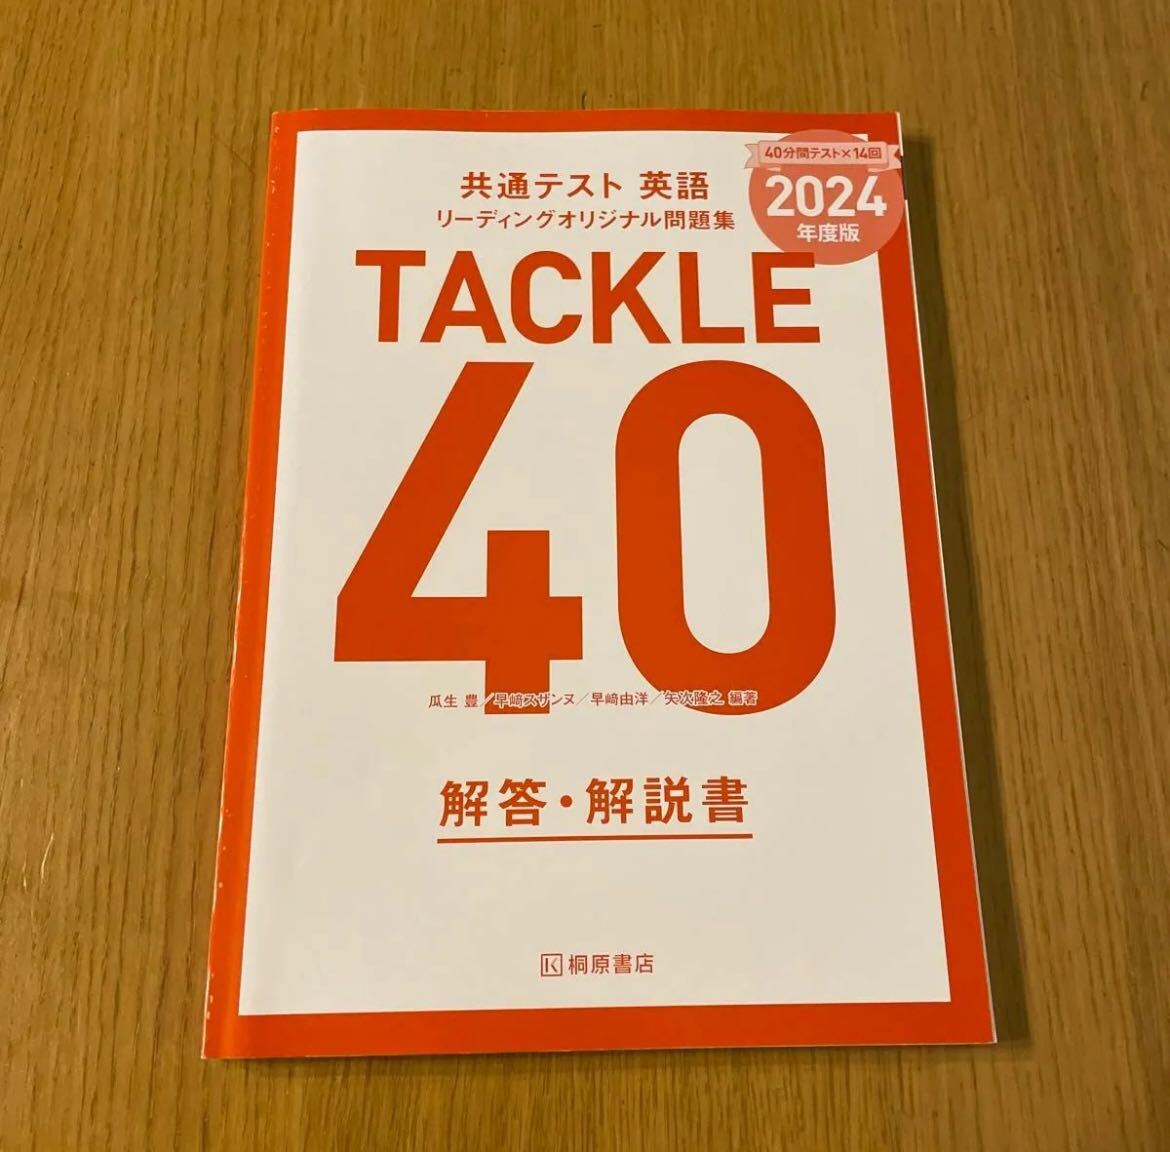 40分間テスト×14回
2024
年度版
共通テスト 英語
リーディングオリジナル問題集
TACKLE
40
瓜生 豊／早﨑スザンヌ／早﨑由洋／矢次隆之 編著
解答・解説書
K 桐原書店